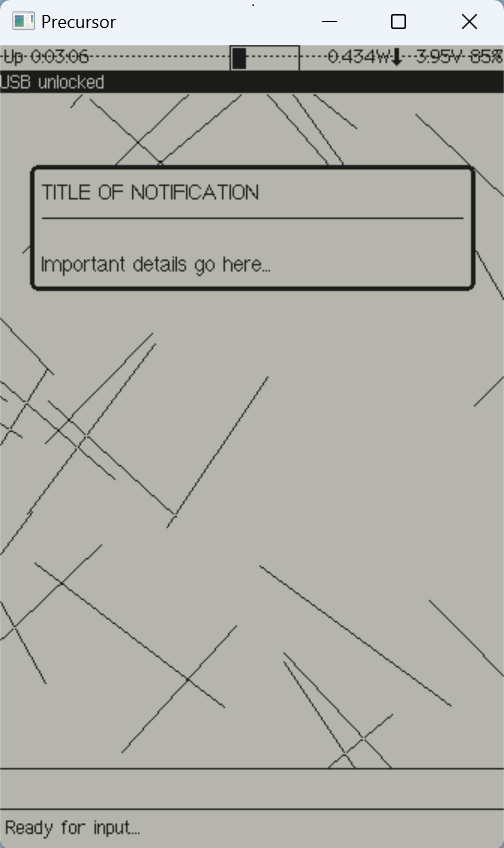 Precursor
Up 0:03:06 0.434W 3.95V 85%
USB unlocked
TITLE OF NOTIFICATION
Important details go here...
Ready for input...